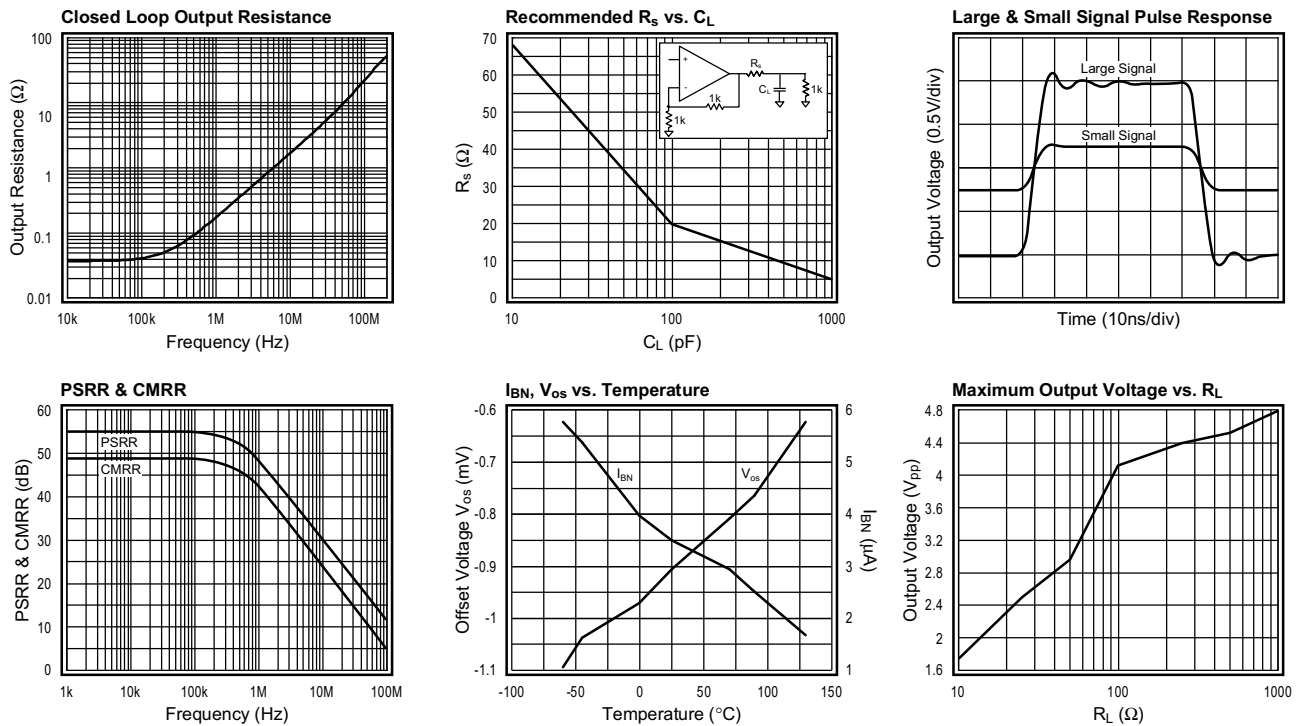 Closed Loop Output Resistance
100
10
1
0.1
0.01
Output Resistance (Ω)
10k 100k 1M 10M 100M
Frequency (Hz)
Recommended Rs vs. CL
70
60
50
40
30
20
10
0
Rs (Ω)
+
-
Rs
CL
1k
1k
1k
10 100 1000
CL (pF)
Large & Small Signal Pulse Response
Large Signal
Small Signal
Output Voltage (0.5V/div)
Time (10ns/div)
PSRR & CMRR
60
50
40
30
20
10
0
PSRR & CMRR (dB)
PSRR
CMRR
1k 10k 100k 1M 10M 100M
Frequency (Hz)
IBN, Vos vs. Temperature
-0.6
-0.7
-0.8
-0.9
-1
-1.1
Offset Voltage Vos (mV)
IBN
Vos
6
5
4
3
2
1
IBN (µA)
-100 -50 0 50 100 150
Temperature (°C)
Maximum Output Voltage vs. RL
4.8
4.4
4.0
3.6
3.2
2.8
2.4
2
1.6
Output Voltage (Vpp)
10 100 1000
RL (Ω)